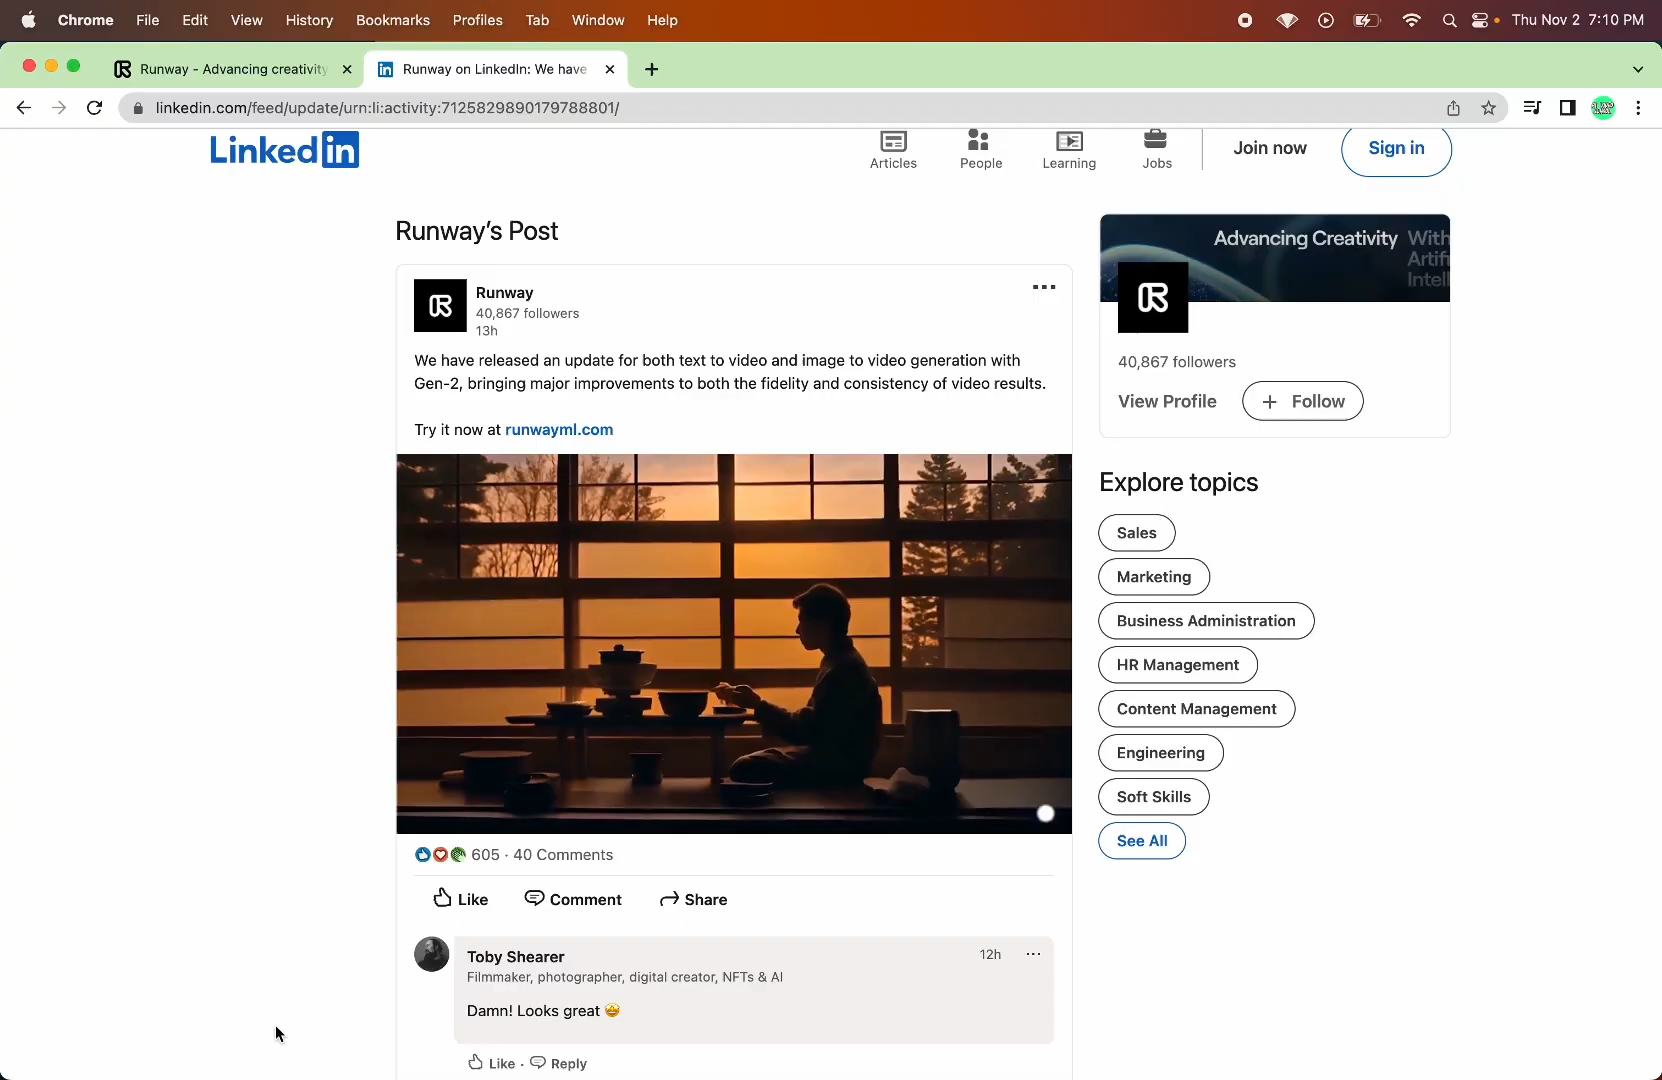 Chrome File Edit View History Bookmarks Profiles Tab Window Help Thu Nov 2 7:10 PM
Runway - Advancing creativity
Runway on LinkedIn: We have
linkedin.com/feed/update/urn:li:activity:7125829890179788801/
Linked in
Articles People Learning Jobs Join now Sign in
Runway's Post
Runway
40,867 followers
13h
We have released an update for both text to video and image to video generation with
Gen-2, bringing major improvements to both the fidelity and consistency of video results.
Try it now at runwayml.com
605 · 40 Comments
Like Comment Share
Toby Shearer 12h
Filmmaker, photographer, digital creator, NFTs & AI
Damn! Looks great 🤩
Like · Reply
Advancing Creativity With
Artifi
Intell
40,867 followers
View Profile + Follow
Explore topics
Sales
Marketing
Business Administration
HR Management
Content Management
Engineering
Soft Skills
See All